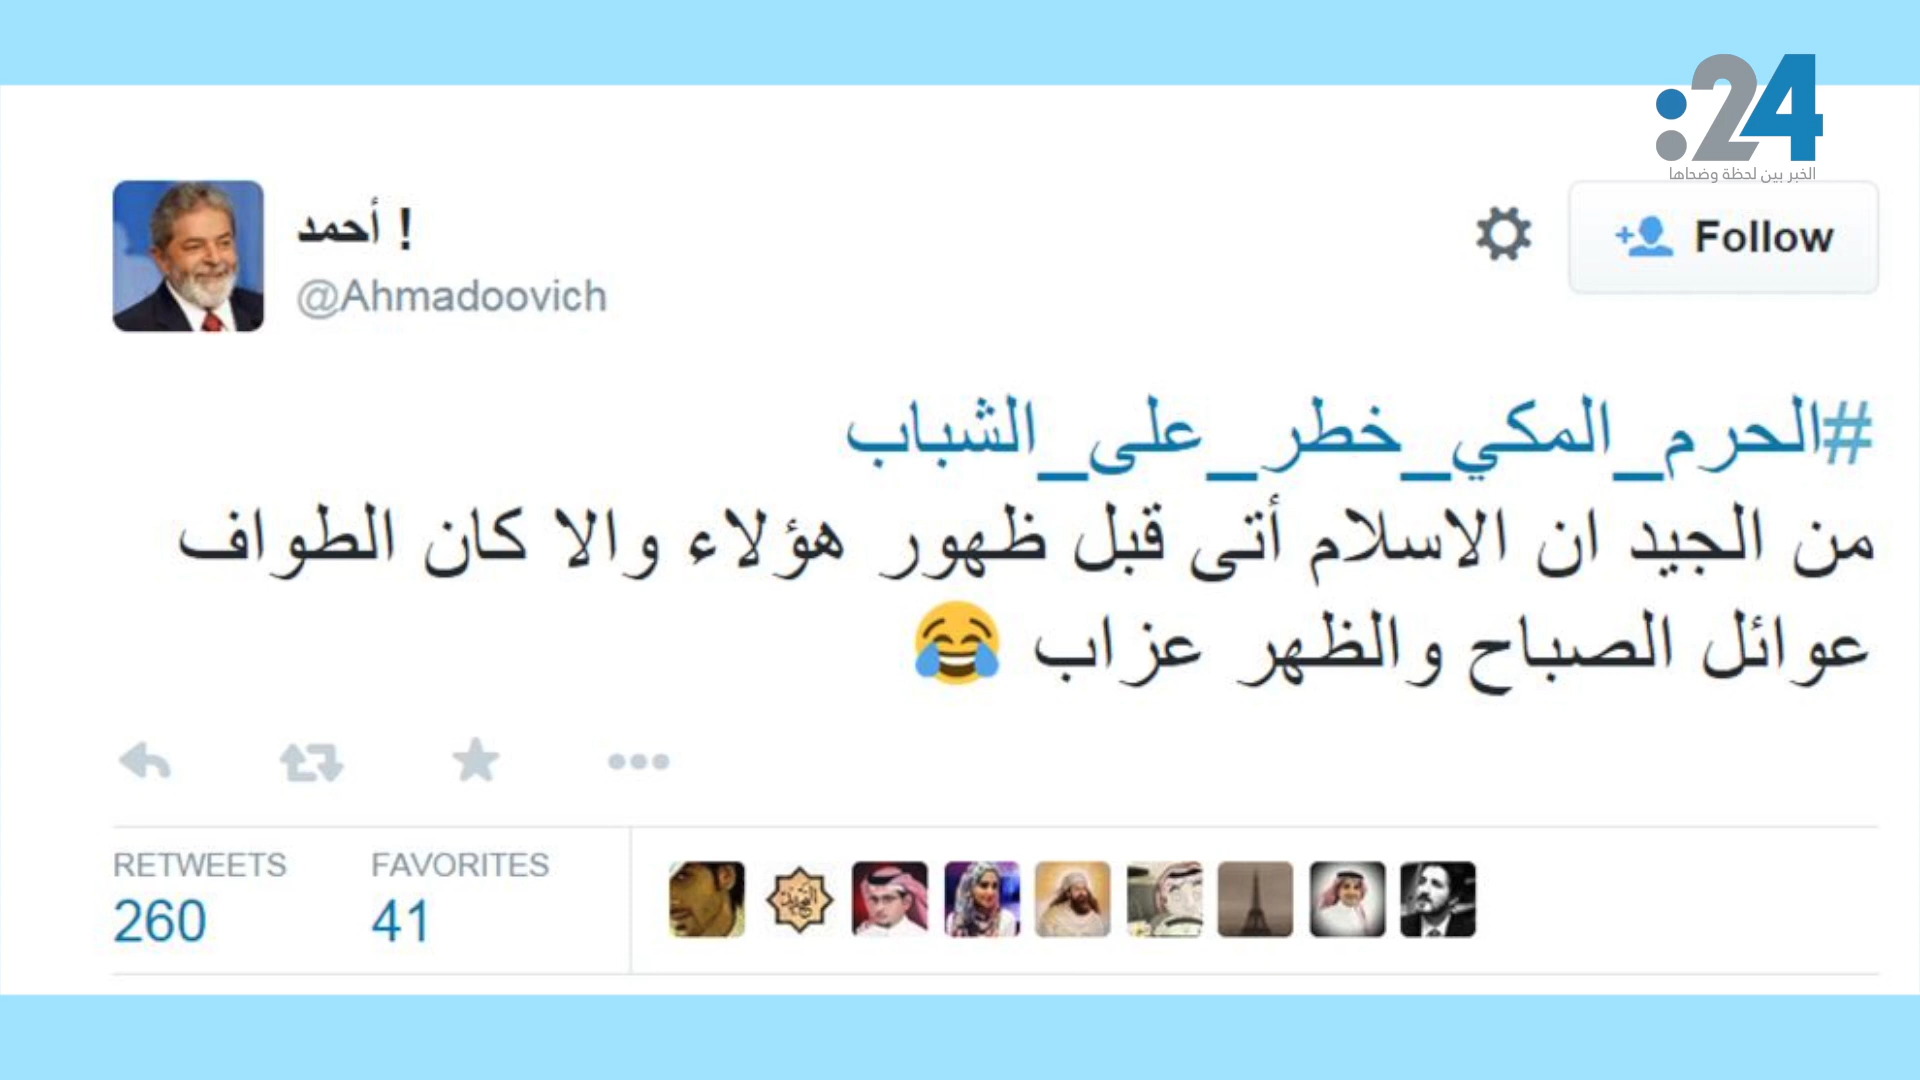 :24
الخبر بين لحظة وضحاها
أحمد !
@Ahmadoovich
Follow
#الحرم_المكي_خطر_على_الشباب
من الجيد ان الاسلام أتى قبل ظهور هؤلاء والا كان الطواف
عوائل الصباح والظهر عزاب 😂
RETWEETS
FAVORITES
260
41